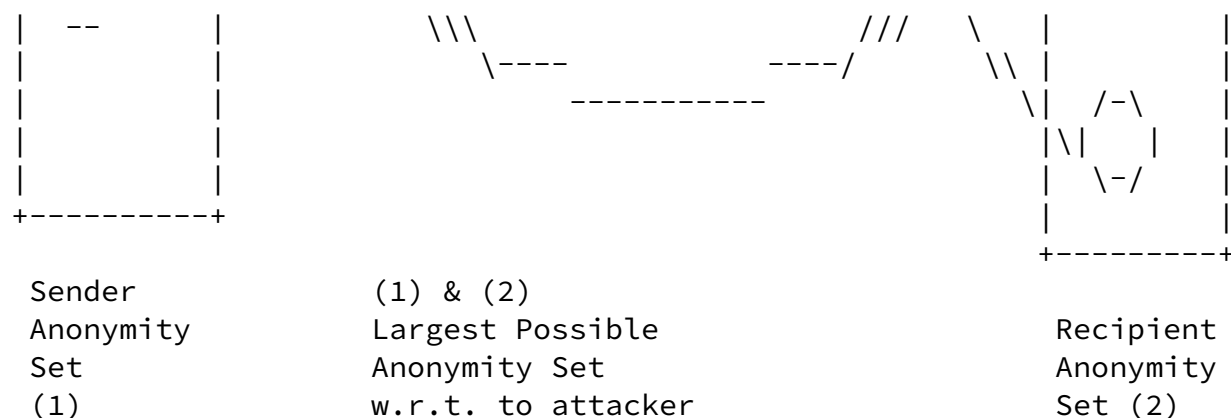 Sender (1) & (2)
Anonymity Largest Possible Recipient
Set Anonymity Set Anonymity
(1) w.r.t. to attacker Set (2)